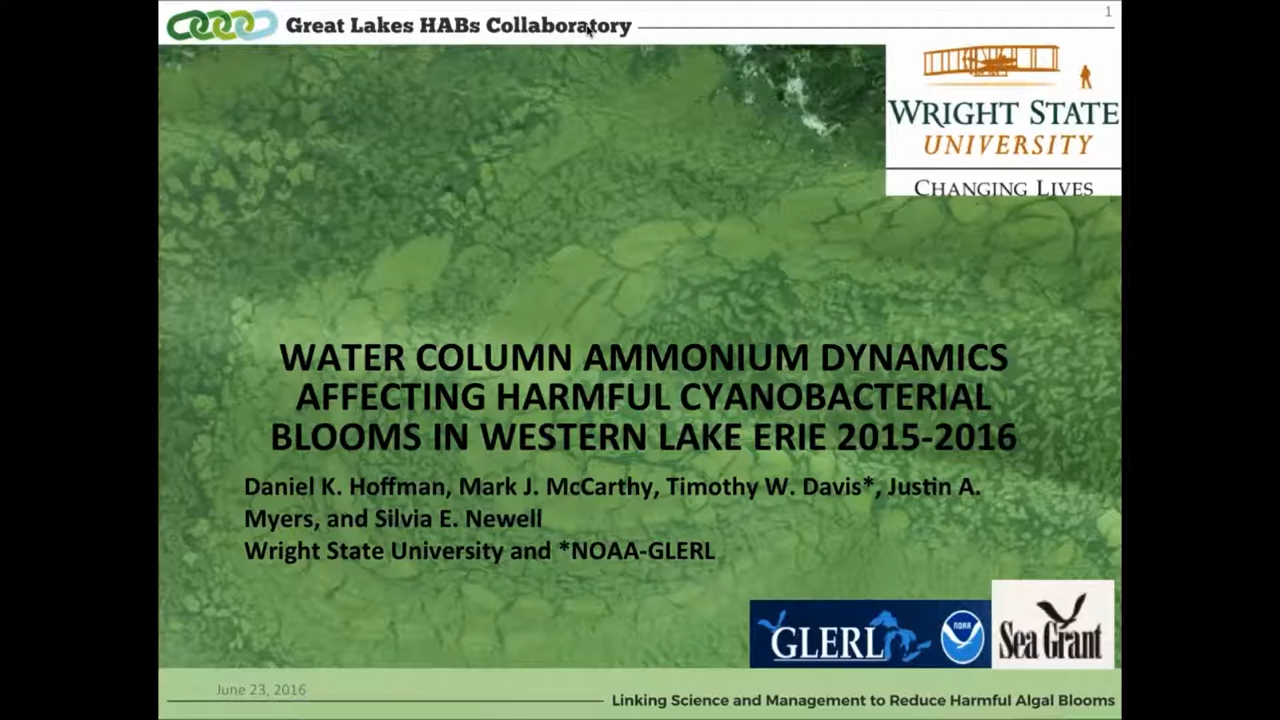 Great Lakes HABs Collaboratory
1
WRIGHT STATE
UNIVERSITY
CHANGING LIVES
WATER COLUMN AMMONIUM DYNAMICS
AFFECTING HARMFUL CYANOBACTERIAL
BLOOMS IN WESTERN LAKE ERIE 2015-2016
Daniel K. Hoffman, Mark J. McCarthy, Timothy W. Davis*, Justin A.
Myers, and Silvia E. Newell
Wright State University and *NOAA-GLERL
GLERL
NOAA
Sea Grant
June 23, 2016
Linking Science and Management to Reduce Harmful Algal Blooms